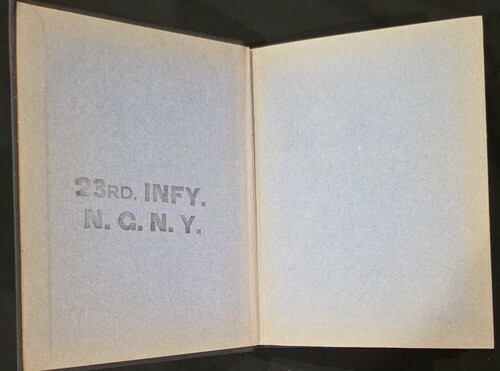 23RD. INFY.
N. G. N. Y.